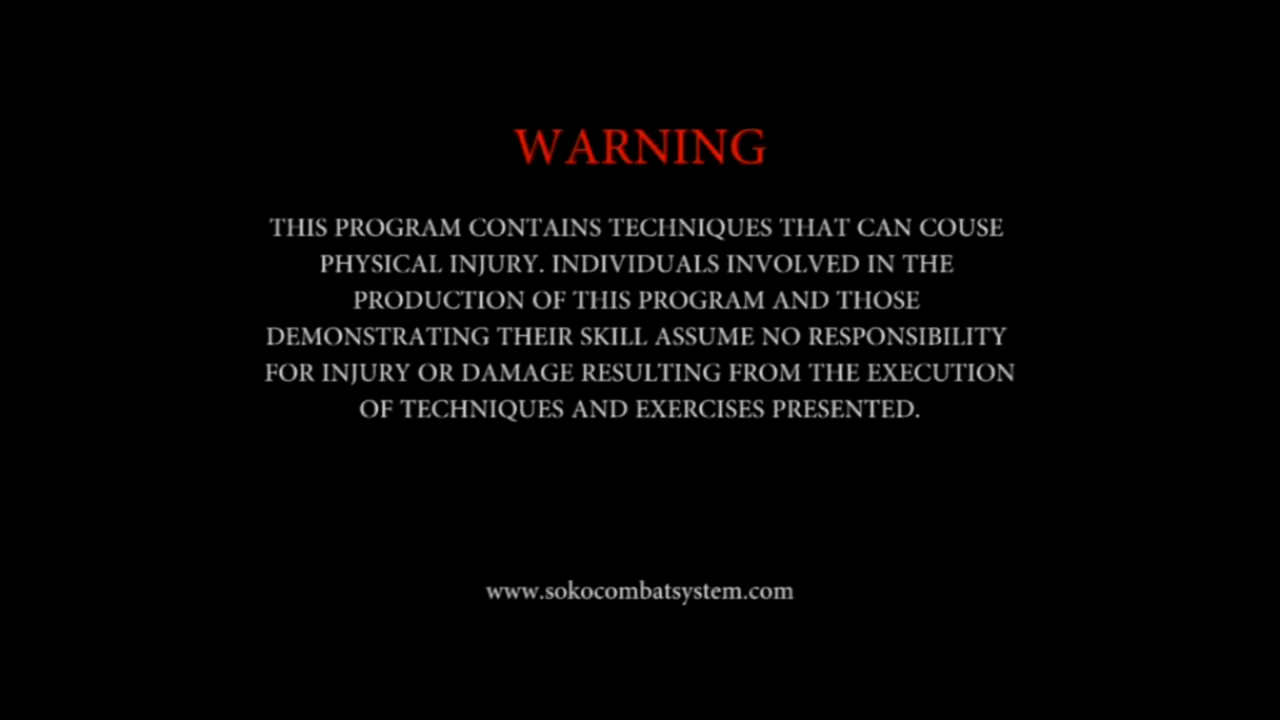 WARNING
THIS PROGRAM CONTAINS TECHNIQUES THAT CAN COUSE
PHYSICAL INJURY. INDIVIDUALS INVOLVED IN THE
PRODUCTION OF THIS PROGRAM AND THOSE
DEMONSTRATING THEIR SKILL ASSUME NO RESPONSIBILITY
FOR INJURY OR DAMAGE RESULTING FROM THE EXECUTION
OF TECHNIQUES AND EXERCISES PRESENTED.
www.sokocombatsystem.com